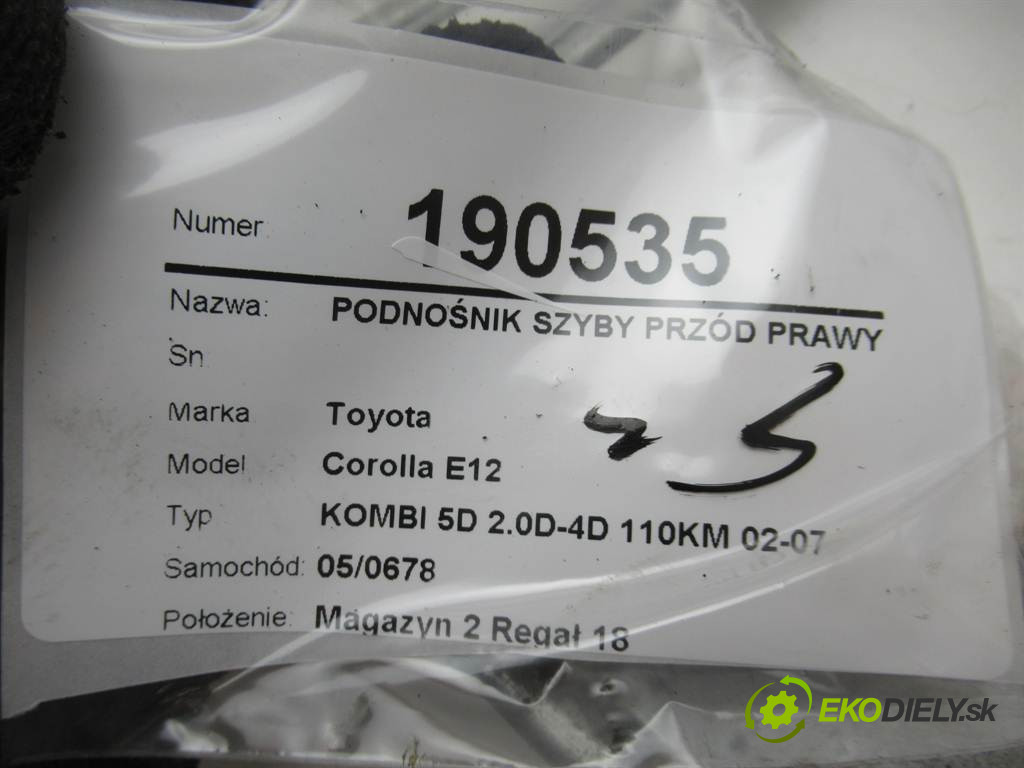 Numer 190535
Nazwa: PODNOŚNIK SZYBY PRZÓD PRAWY
Sn
Marka Toyota
Model Corolla E12
Typ KOMBI 5D 2.0D-4D 110KM 02-07
Samochód: 05/0678
Położenie: Magazyn 2 Regał 18
EKODIELY.sk